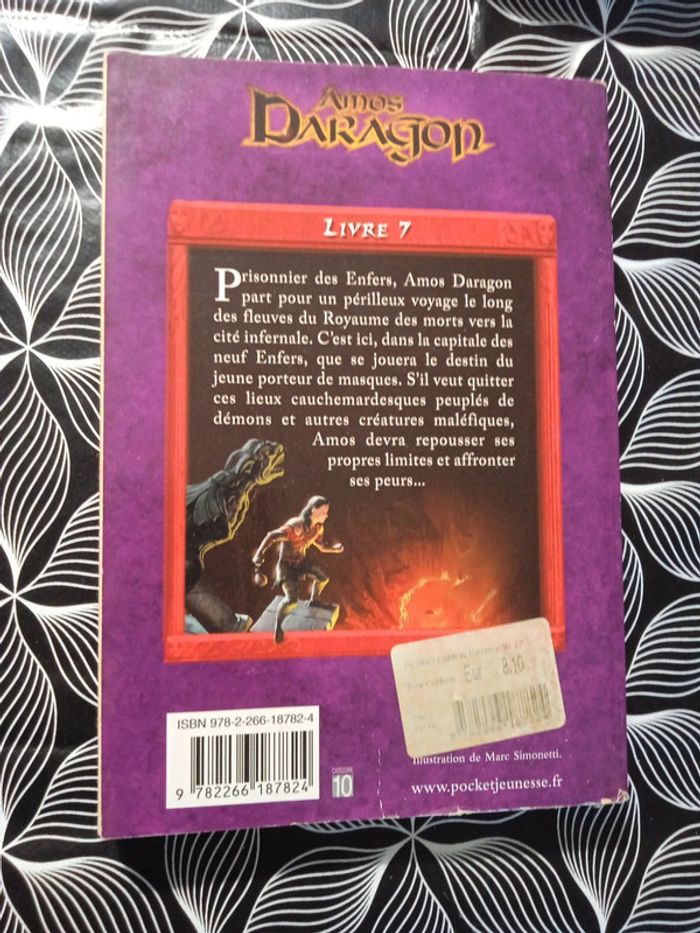 Amos
Daragon
Livre 7
Prisonnier des Enfers, Amos Daragon
part pour un périlleux voyage le long
des fleuves du Royaume des morts vers la
cité infernale. C'est ici, dans la capitale des
neuf Enfers, que se jouera le destin du
jeune porteur de masques. S'il veut quitter
ces lieux cauchemardesques peuplés de
démons et autres créatures maléfiques,
Amos devra repousser ses
propres limites et affronter
ses peurs...
Eur 8.10
ISBN 978-2-266-18782-4
9 782266 187824
CATÉGORIE
10
Illustration de Marc Simonetti.
www.pocketjeunesse.fr